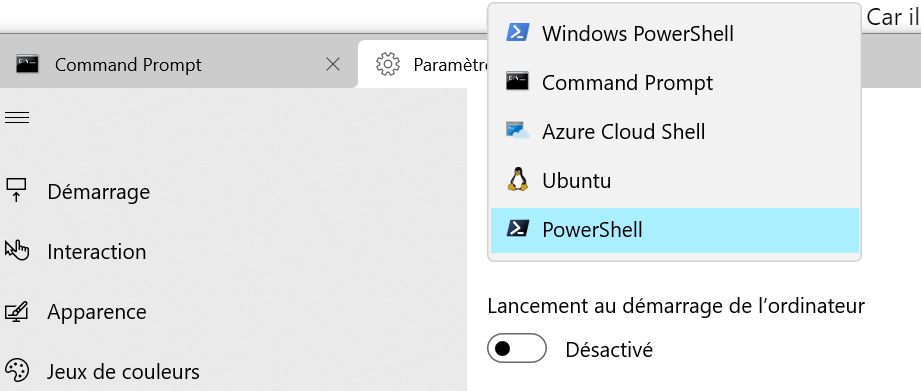 Car il
Command Prompt
Paramètre
Windows PowerShell
Command Prompt
Azure Cloud Shell
Ubuntu
PowerShell
Démarrage
Interaction
Apparence
Jeux de couleurs
Lancement au démarrage de l’ordinateur
Désactivé